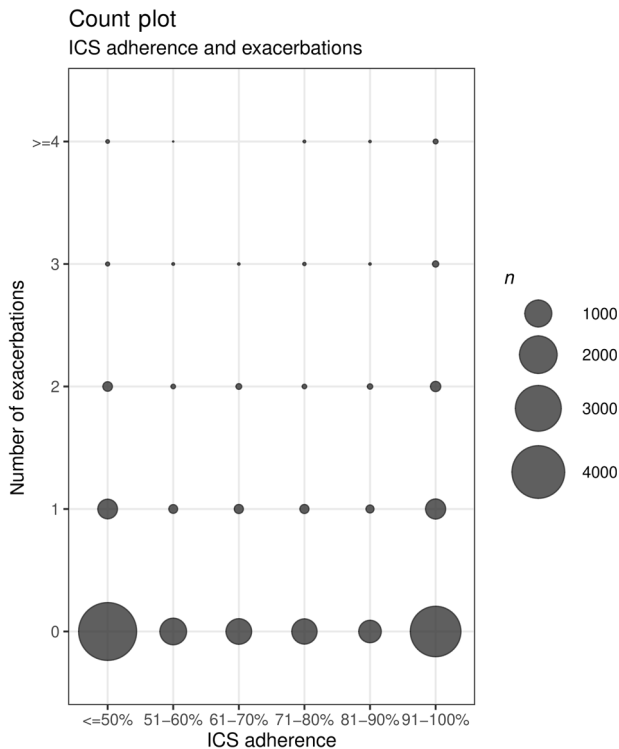 Count plot
ICS adherence and exacerbations
>=4
3
2
1
0
Number of exacerbations
<=50% 51−60% 61−70% 71−80% 81−90% 91−100%
ICS adherence
n
1000
2000
3000
4000